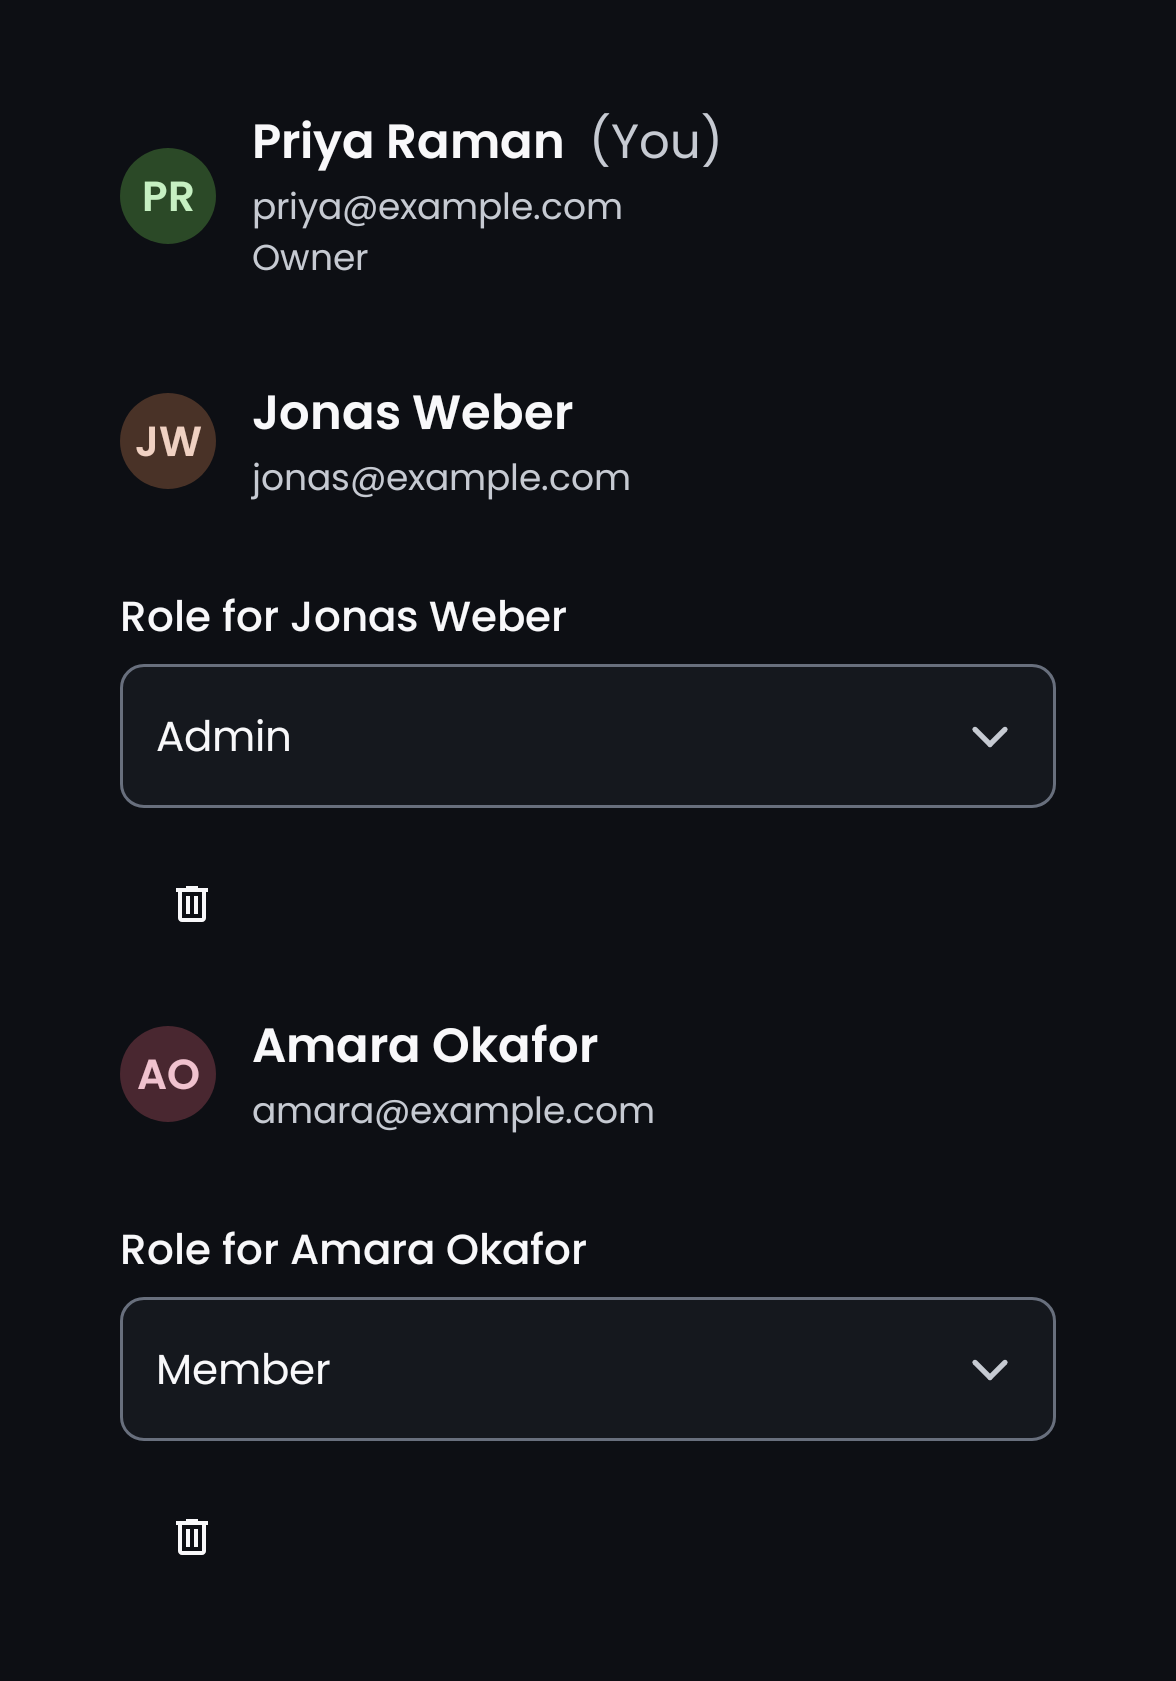 PR
Priya Raman (You)
priya@example.com
Owner
JW
Jonas Weber
jonas@example.com
Role for Jonas Weber
Admin
AO
Amara Okafor
amara@example.com
Role for Amara Okafor
Member